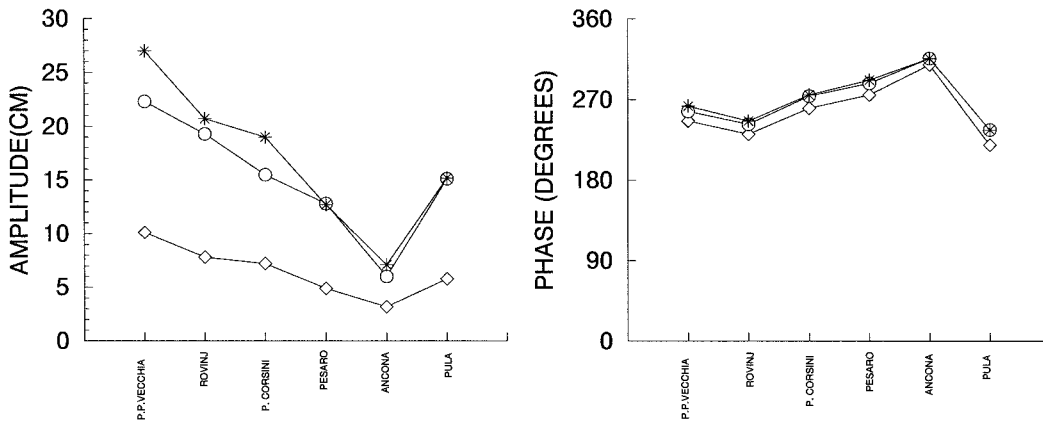 AMPLITUDE(CM)
30
25
20
15
10
5
0
P.P.VECCHIA
ROVINJ
P. CORSINI
PESARO
ANCONA
PULA
PHASE (DEGREES)
360
270
180
90
0
P.P.VECCHIA
ROVINJ
P. CORSINI
PESARO
ANCONA
PULA